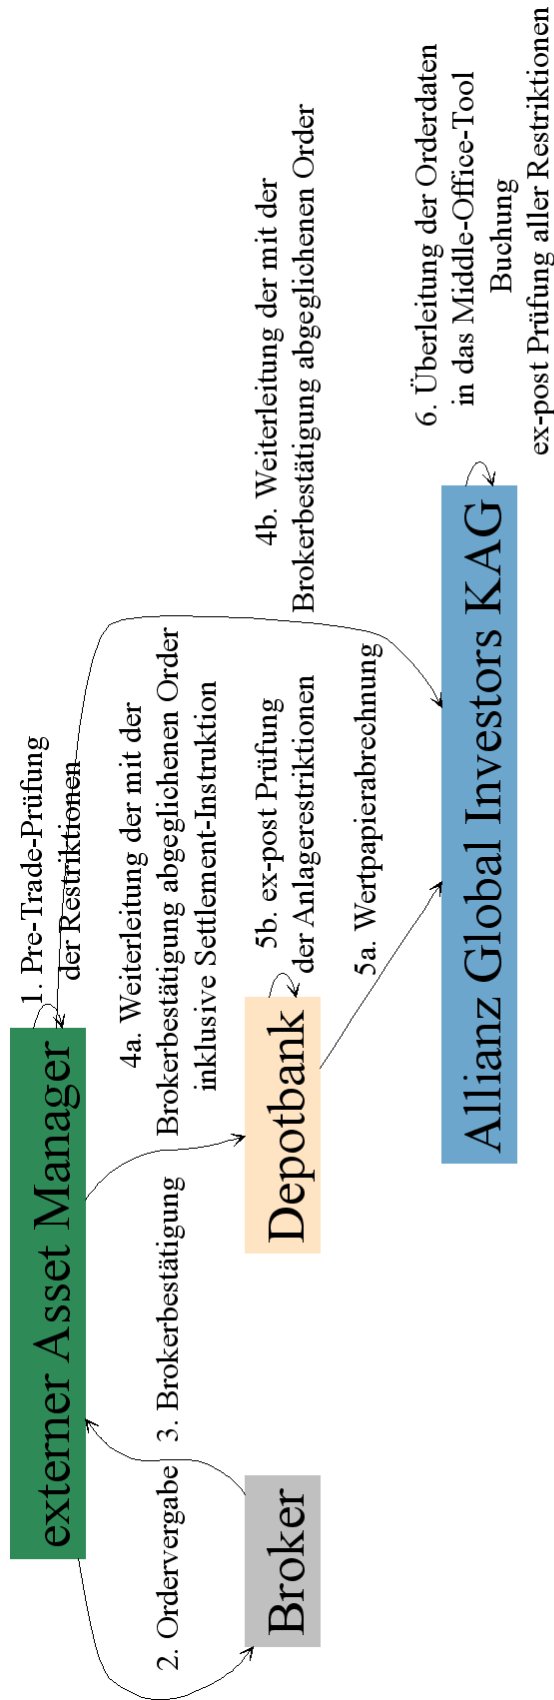 1. Pre-Trade-Prüfung
der Restriktionen
externer Asset Manager
2. Ordervergabe
3. Brokerbestätigung
4a. Weiterleitung der mit der
Brokerbestätigung abgeglichenen Order
inklusive Settlement-Instruktion
4b. Weiterleitung der mit der
Brokerbestätigung abgeglichenen Order
Broker
Depotbank
5b. ex-post Prüfung
der Anlagerestriktionen
5a. Wertpapierabrechnung
Allianz Global Investors KAG
6. Überleitung der Orderdaten
in das Middle-Office-Tool
Buchung
ex-post Prüfung aller Restriktionen